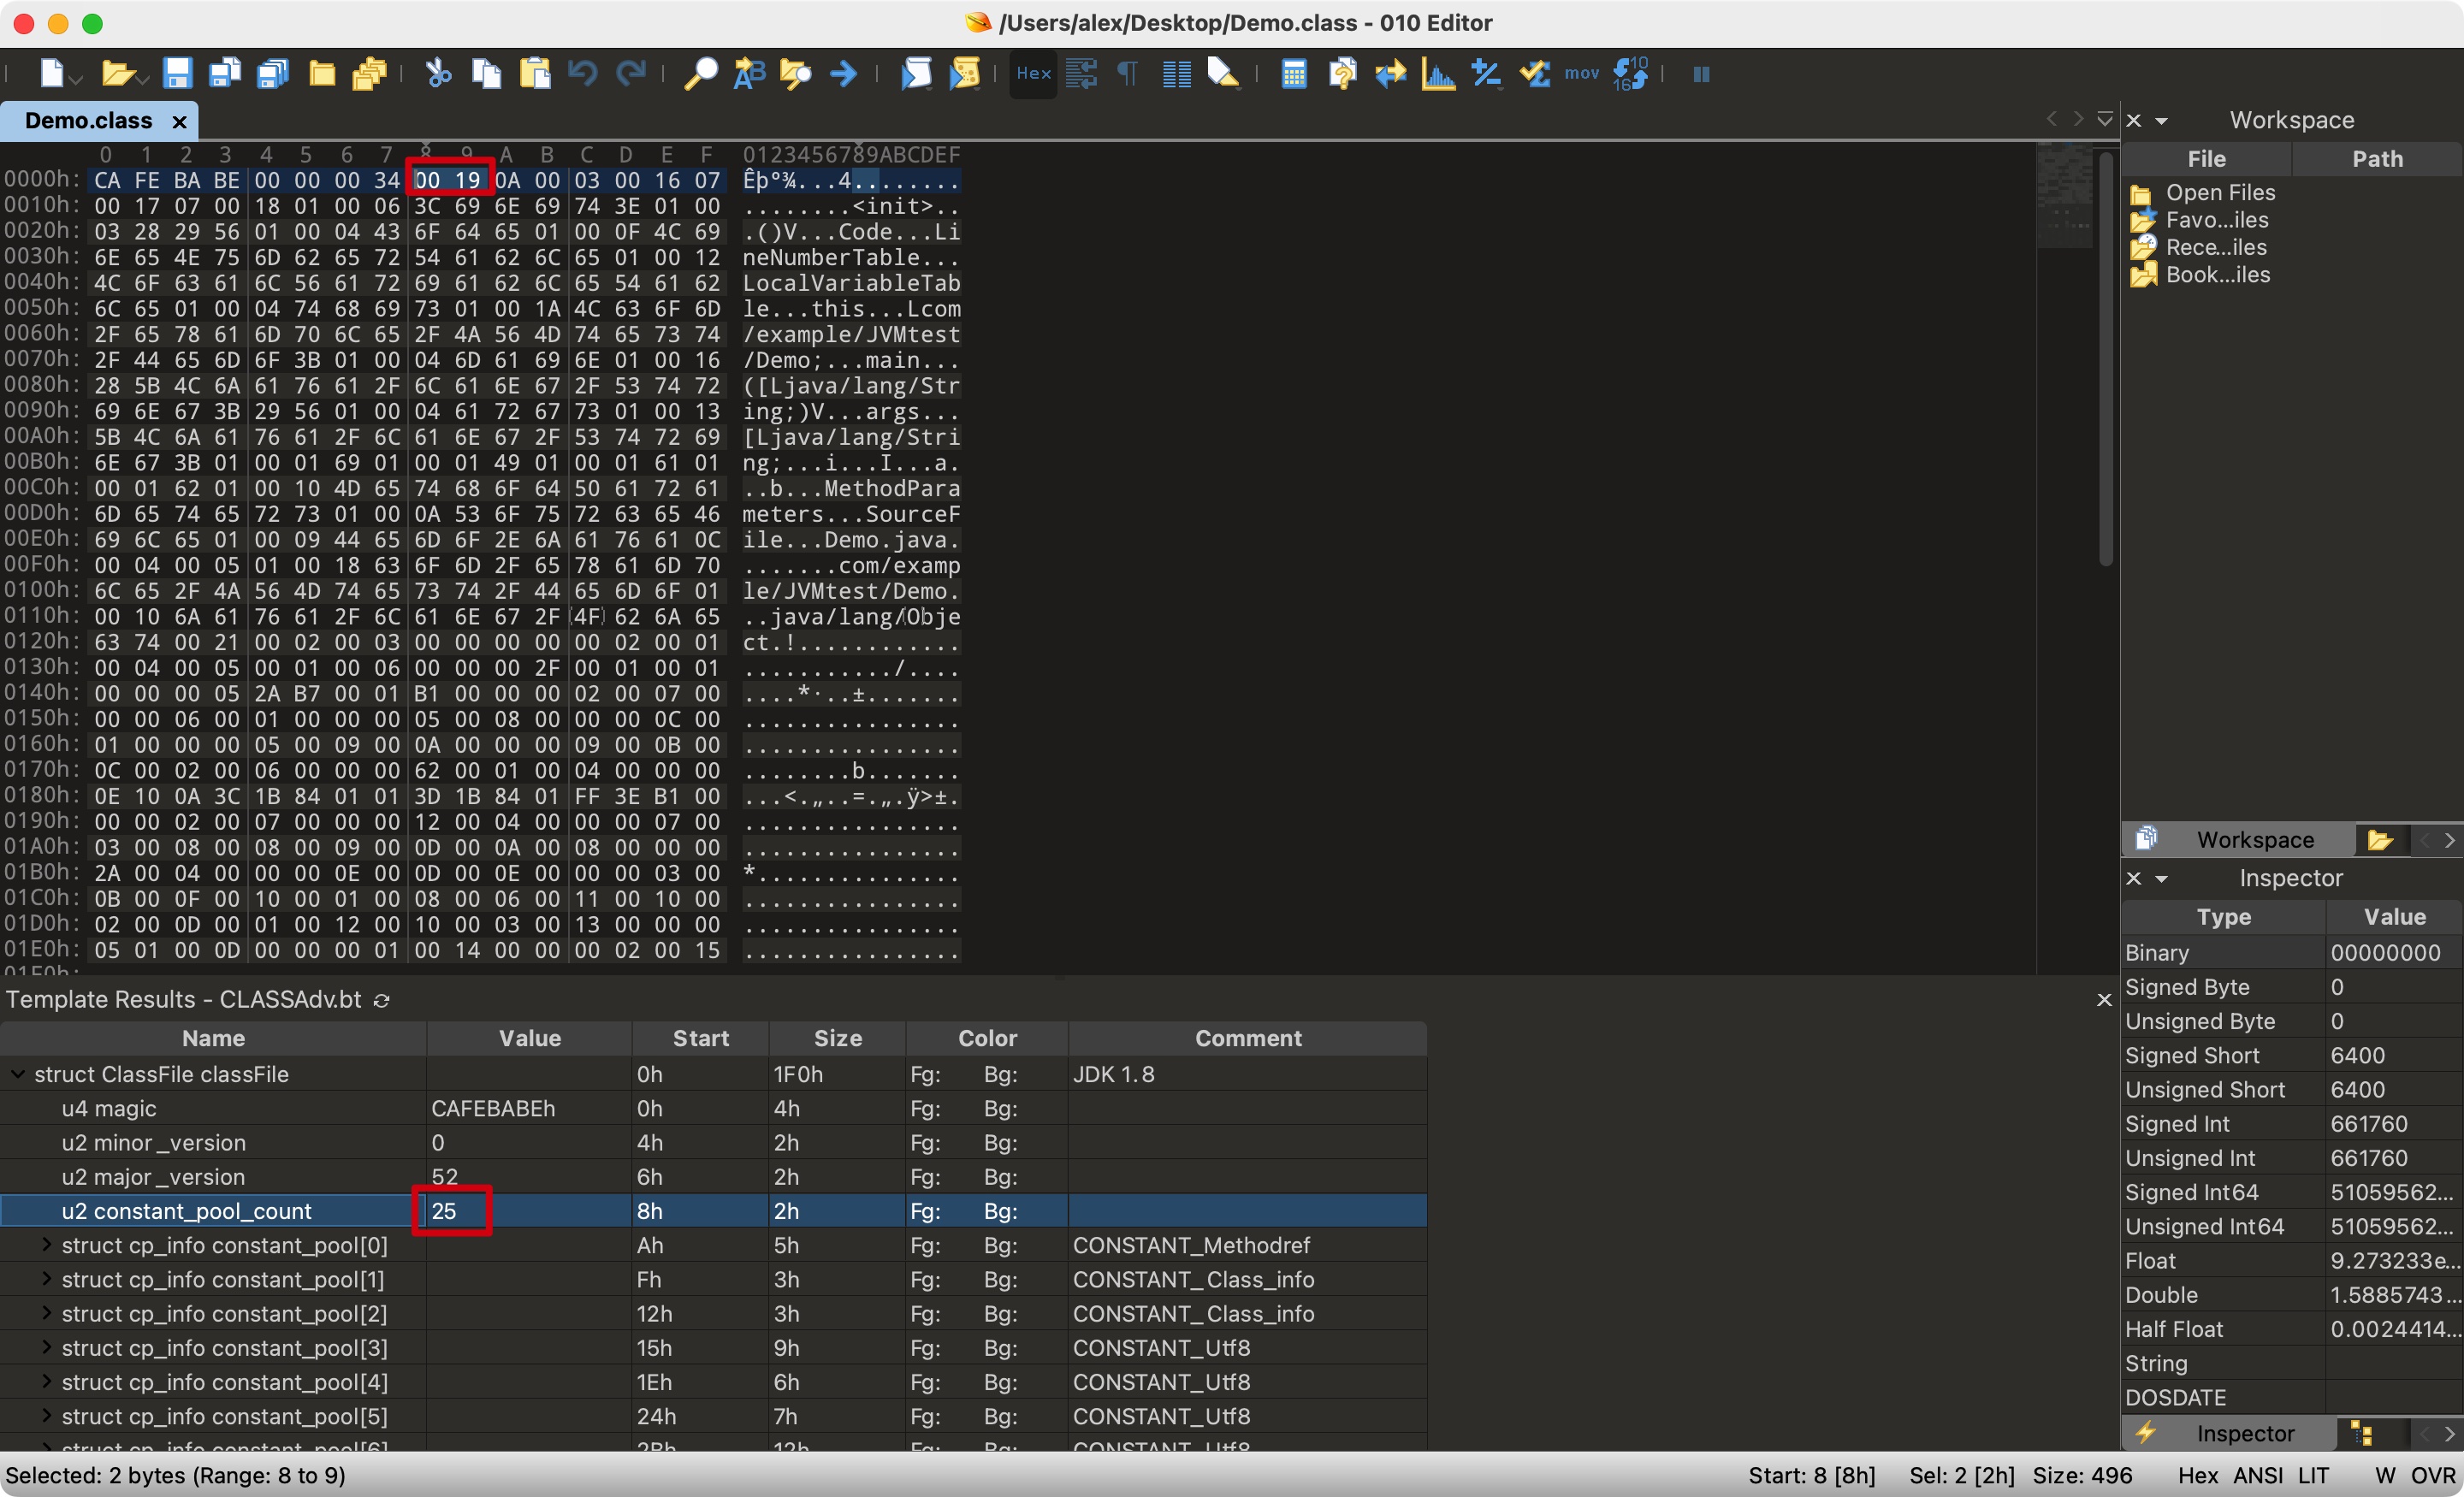 /Users/alex/Desktop/Demo.class - 010 Editor
Hex
mov
Demo.class
0 1 2 3 4 5 6 7 8 9 A B C D E F 0123456789ABCDEF
0000h: CA FE BA BE 00 00 00 34 00 19 0A 00 03 00 16 07 Êþº¾...4........
0010h: 00 17 07 00 18 01 00 06 3C 69 6E 69 74 3E 01 00 ........<init>..
0020h: 03 28 29 56 01 00 04 43 6F 64 65 01 00 0F 4C 69 .()V...Code...Li
0030h: 6E 65 4E 75 6D 62 65 72 54 61 62 6C 65 01 00 12 neNumberTable...
0040h: 4C 6F 63 61 6C 56 61 72 69 61 62 6C 65 54 61 62 LocalVariableTab
0050h: 6C 65 01 00 04 74 68 69 73 01 00 1A 4C 63 6F 6D le...this...Lcom
0060h: 2F 65 78 61 6D 70 6C 65 2F 4A 56 4D 74 65 73 74 /example/JVMtest
0070h: 2F 44 65 6D 6F 3B 01 00 04 6D 61 69 6E 01 00 16 /Demo;...main...
0080h: 28 5B 4C 6A 61 76 61 2F 6C 61 6E 67 2F 53 74 72 ([Ljava/lang/Str
0090h: 69 6E 67 3B 29 56 01 00 04 61 72 67 73 01 00 13 ing;)V...args...
00A0h: 5B 4C 6A 61 76 61 2F 6C 61 6E 67 2F 53 74 72 69 [Ljava/lang/Stri
00B0h: 6E 67 3B 01 00 01 69 01 00 01 49 01 00 01 61 01 ng;...i...I...a.
00C0h: 00 01 62 01 00 10 4D 65 74 68 6F 64 50 61 72 61 ..b...MethodPara
00D0h: 6D 65 74 65 72 73 01 00 0A 53 6F 75 72 63 65 46 meters...SourceF
00E0h: 69 6C 65 01 00 09 44 65 6D 6F 2E 6A 61 76 61 0C ile...Demo.java.
00F0h: 00 04 00 05 01 00 18 63 6F 6D 2F 65 78 61 6D 70 .......com/examp
0100h: 6C 65 2F 4A 56 4D 74 65 73 74 2F 44 65 6D 6F 01 le/JVMtest/Demo.
0110h: 00 10 6A 61 76 61 2F 6C 61 6E 67 2F 4F 62 6A 65 ..java/lang/Obje
0120h: 63 74 00 21 00 02 00 03 00 00 00 00 00 02 00 01 ct.!............
0130h: 00 04 00 05 00 01 00 06 00 00 00 2F 00 01 00 01 .........../....
0140h: 00 00 00 05 2A B7 00 01 B1 00 00 00 02 00 07 00 ....*·..±.......
0150h: 00 00 06 00 01 00 00 00 05 00 08 00 00 00 0C 00 ................
0160h: 01 00 00 00 05 00 09 00 0A 00 00 00 09 00 0B 00 ................
0170h: 0C 00 02 00 06 00 00 00 62 00 01 00 04 00 00 00 ........b.......
0180h: 0E 10 0A 3C 1B 84 01 01 3D 1B 84 01 FF 3E B1 00 ...<.„..=.„.ÿ>±.
0190h: 00 00 02 00 07 00 00 00 12 00 04 00 00 00 07 00 ................
01A0h: 03 00 08 00 08 00 09 00 0D 00 0A 00 08 00 00 00 ................
01B0h: 2A 00 04 00 00 00 0E 00 0D 00 0E 00 00 00 03 00 *...............
01C0h: 0B 00 0F 00 10 00 01 00 08 00 06 00 11 00 10 00 ................
01D0h: 02 00 0D 00 01 00 12 00 10 00 03 00 13 00 00 00 ................
01E0h: 05 01 00 0D 00 00 00 01 00 14 00 00 00 02 00 15 ................
01F0h:
Template Results - CLASSAdv.bt
Name Value Start Size Color Comment
struct ClassFile classFile 0h 1F0h Fg: Bg: JDK 1.8
u4 magic CAFEBABEh 0h 4h Fg: Bg:
u2 minor_version 0 4h 2h Fg: Bg:
u2 major_version 52 6h 2h Fg: Bg:
u2 constant_pool_count 25 8h 2h Fg: Bg:
struct cp_info constant_pool[0] Ah 5h Fg: Bg: CONSTANT_Methodref
struct cp_info constant_pool[1] Fh 3h Fg: Bg: CONSTANT_Class_info
struct cp_info constant_pool[2] 12h 3h Fg: Bg: CONSTANT_Class_info
struct cp_info constant_pool[3] 15h 9h Fg: Bg: CONSTANT_Utf8
struct cp_info constant_pool[4] 1Eh 6h Fg: Bg: CONSTANT_Utf8
struct cp_info constant_pool[5] 24h 7h Fg: Bg: CONSTANT_Utf8
struct cp_info constant_pool[6] 2Bh 12h Fg: Bg: CONSTANT_Utf8
Workspace
File Path
Open Files
Favo...iles
Rece...iles
Book...iles
Workspace
Inspector
Type Value
Binary 00000000
Signed Byte 0
Unsigned Byte 0
Signed Short 6400
Unsigned Short 6400
Signed Int 661760
Unsigned Int 661760
Signed Int64 51059562...
Unsigned Int64 51059562...
Float 9.273233e...
Double 1.5885743...
Half Float 0.0024414...
String
DOSDATE
Inspector
Selected: 2 bytes (Range: 8 to 9) Start: 8 [8h] Sel: 2 [2h] Size: 496 Hex ANSI LIT W OVR